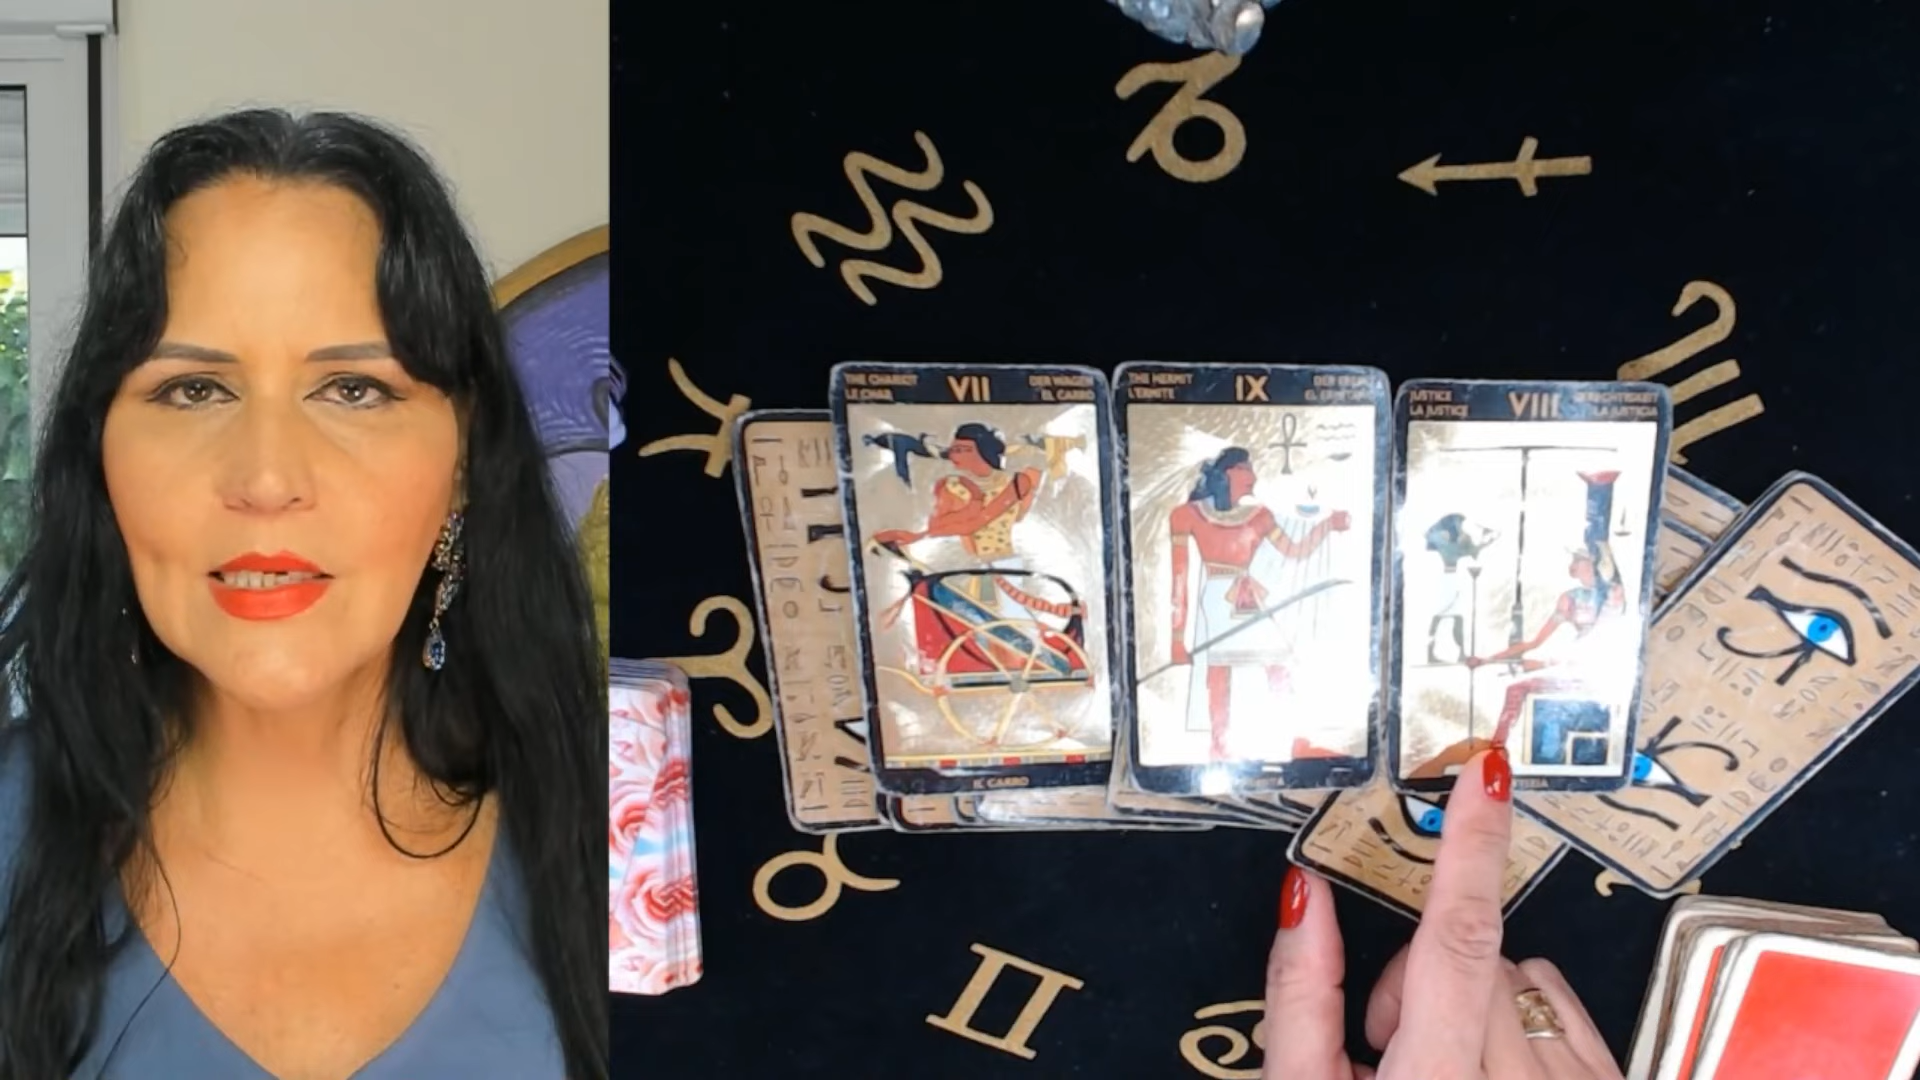 THE CHARIOT
LE CHAR
VII
DER WAGEN
EL CARRO
IL CARRO
THE HERMIT
L'ERMITE
IX
JUSTICE
LA JUSTICE
VIII
LA JUSTICIA